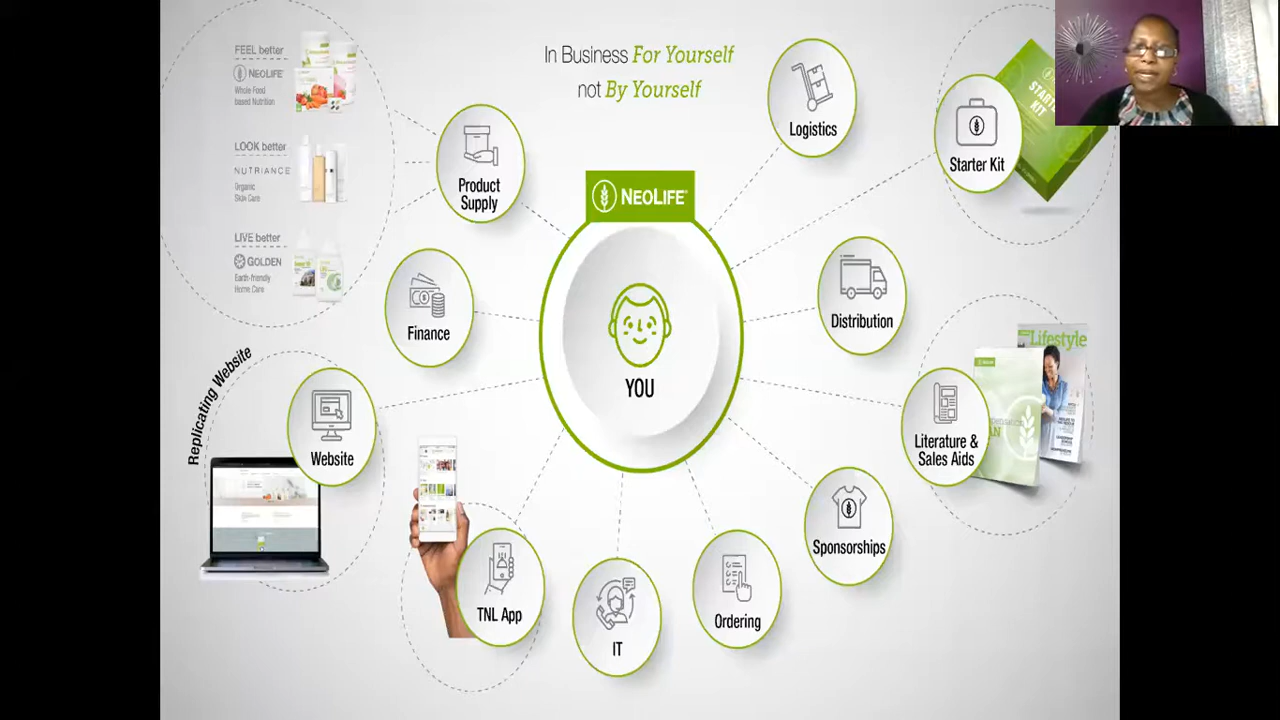 In Business For Yourself
not By Yourself
FEEL better
NEOLIFE
Whole Food
based Nutrition
LOOK better
NUTRIANCE
Organic
Skin Care
LIVE better
GOLDEN
Earth-friendly
Home Care
Product
Supply
Logistics
Starter Kit
STARTER
KIT
NEOLIFE
YOU
Finance
Distribution
Replicating Website
Website
Lifestyle
Literature &
Sales Aids
Sponsorships
TNL App
IT
Ordering